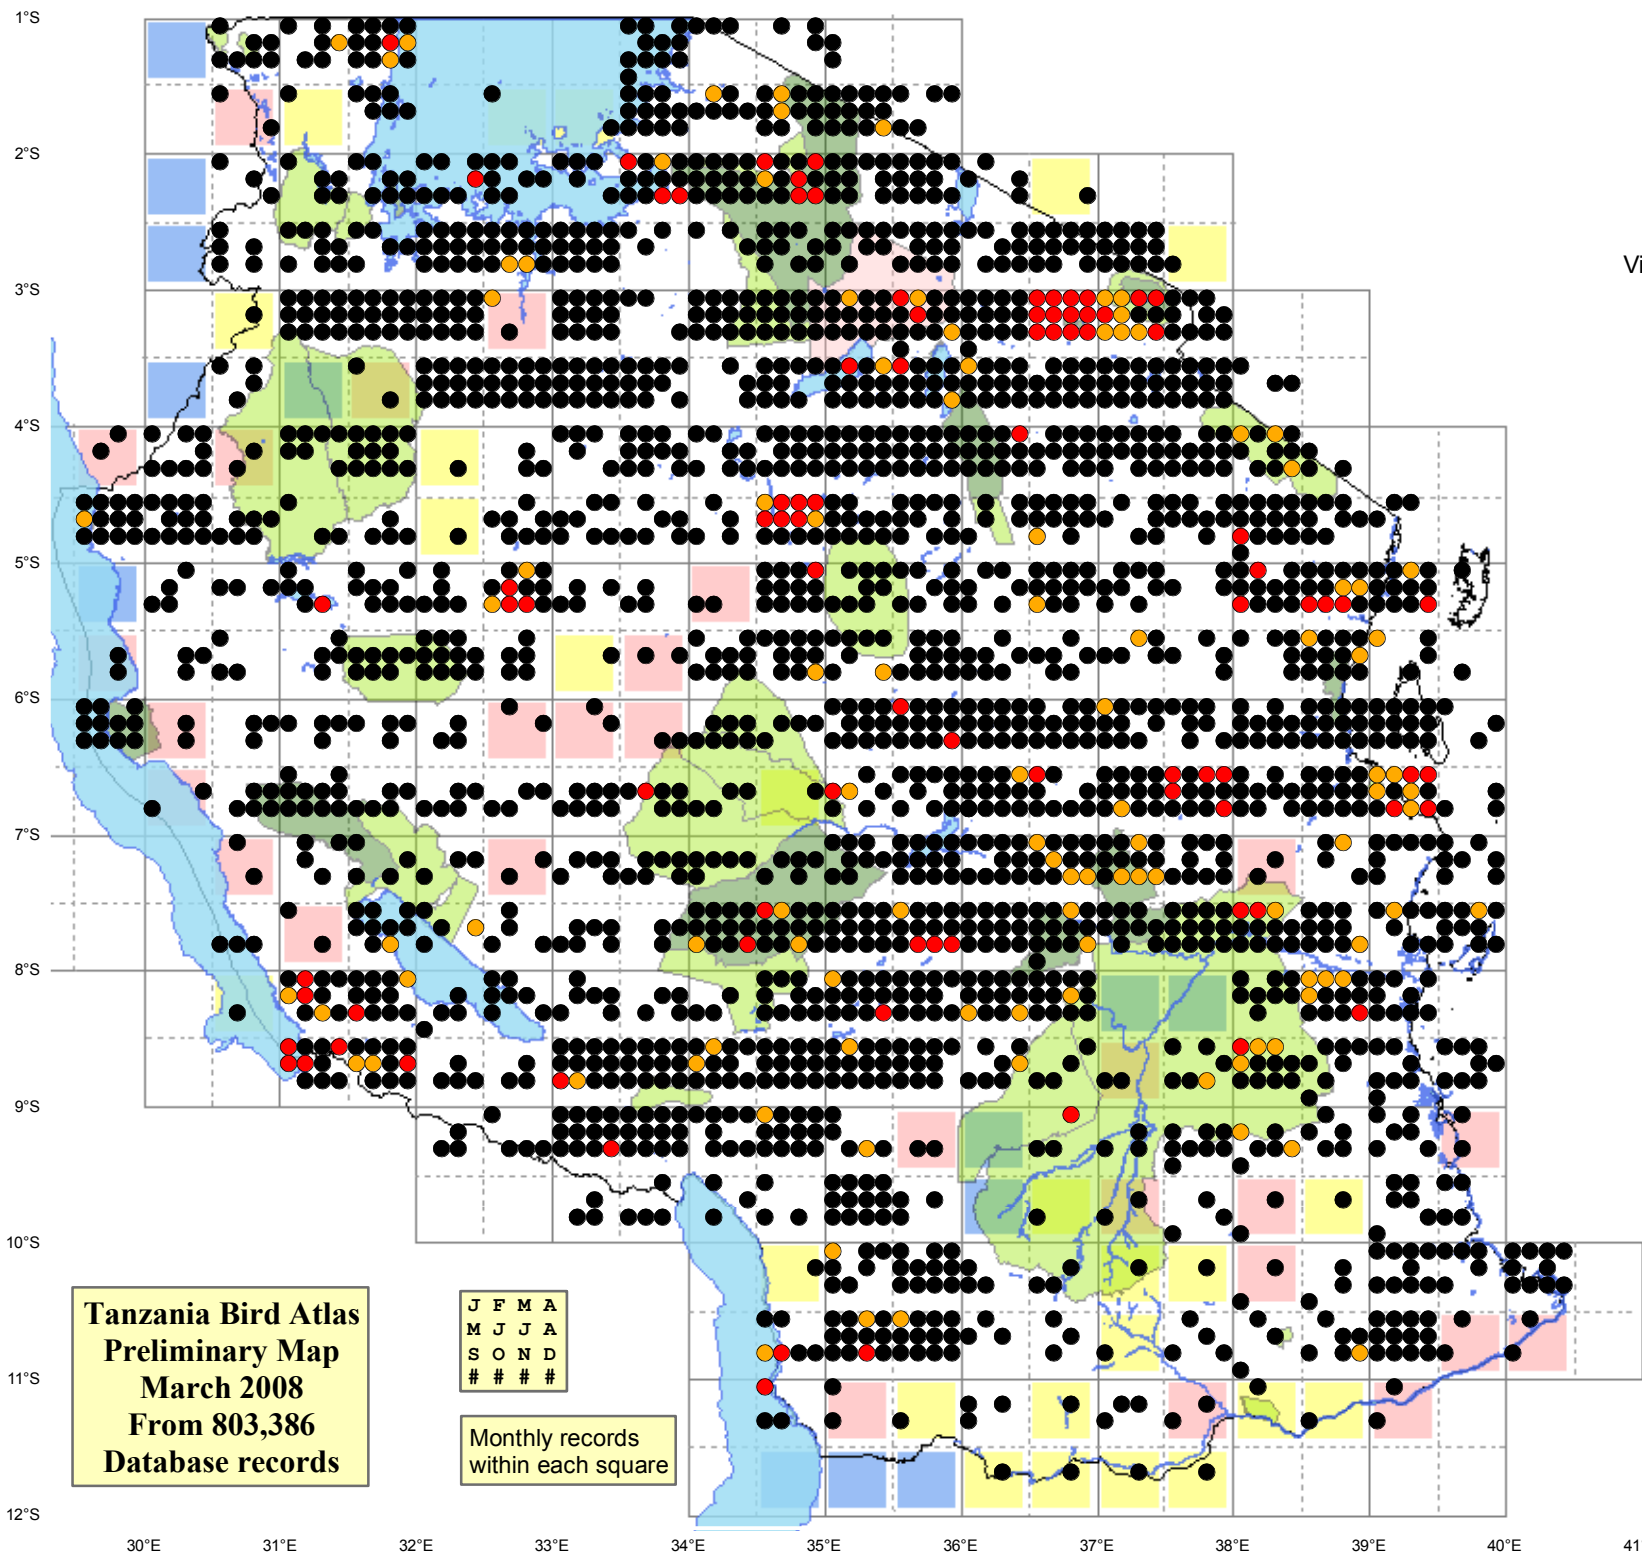 1°S
2°S
Vi
3°S
4°S
5°S
6°S
7°S
8°S
9°S
10°S
Tanzania Bird Atlas
Preliminary Map
March 2008
From 803,386
Database records
J F M A
M J J A
S O N D
# # # #
Monthly records
within each square
11°S
12°S
30°E 31°E 32°E 33°E 34°E 35°E 36°E 37°E 38°E 39°E 40°E 41